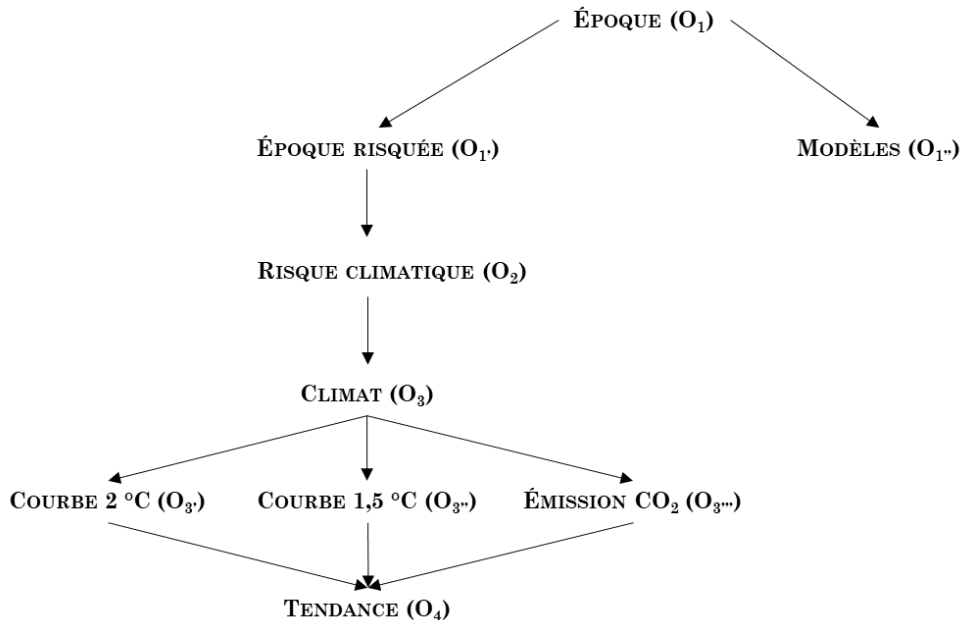 ÉPOQUE (O₁)
ÉPOQUE RISQUÉE (O₁')
MODÈLES (O₁'')
RISQUE CLIMATIQUE (O₂)
CLIMAT (O₃)
COURBE 2 °C (O₃')
COURBE 1,5 °C (O₃'')
ÉMISSION CO₂ (O₃''')
TENDANCE (O₄)